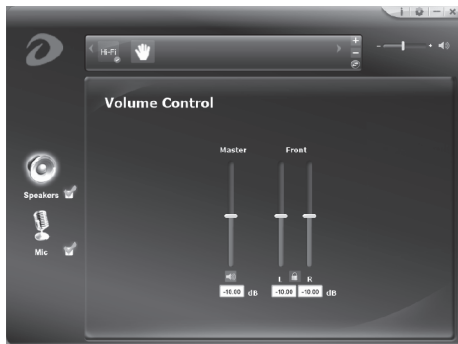 Hi-Fi
Volume Control
Master
Front
Speakers
Mic
L
R
-10.00 dB
-10.00 -10.00 dB